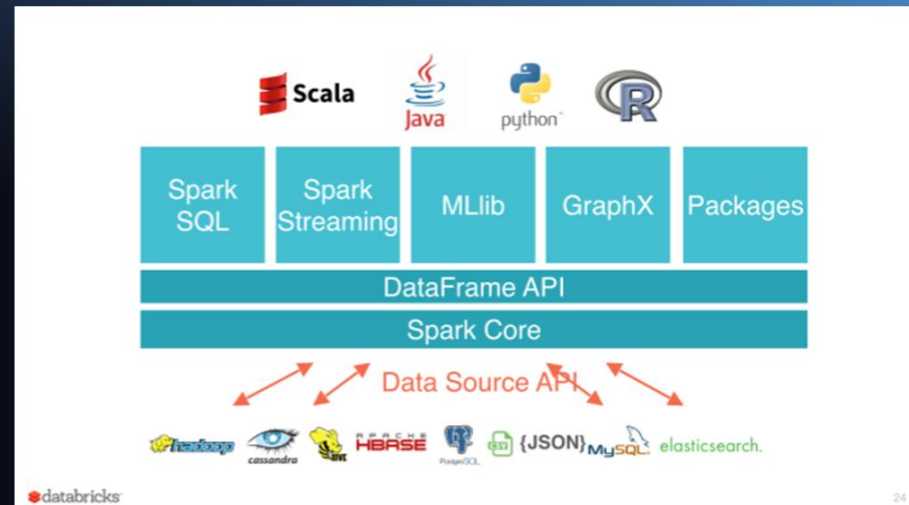 Scala
Java
python
R
Spark
SQL
Spark
Streaming
MLlib
GraphX
Packages
DataFrame API
Spark Core
Data Source API
hadoop
cassandra
HIVE
APACHE
HBASE
PostgreSQL
CSV
{JSON}
MySQL
elasticsearch.
databricks
24